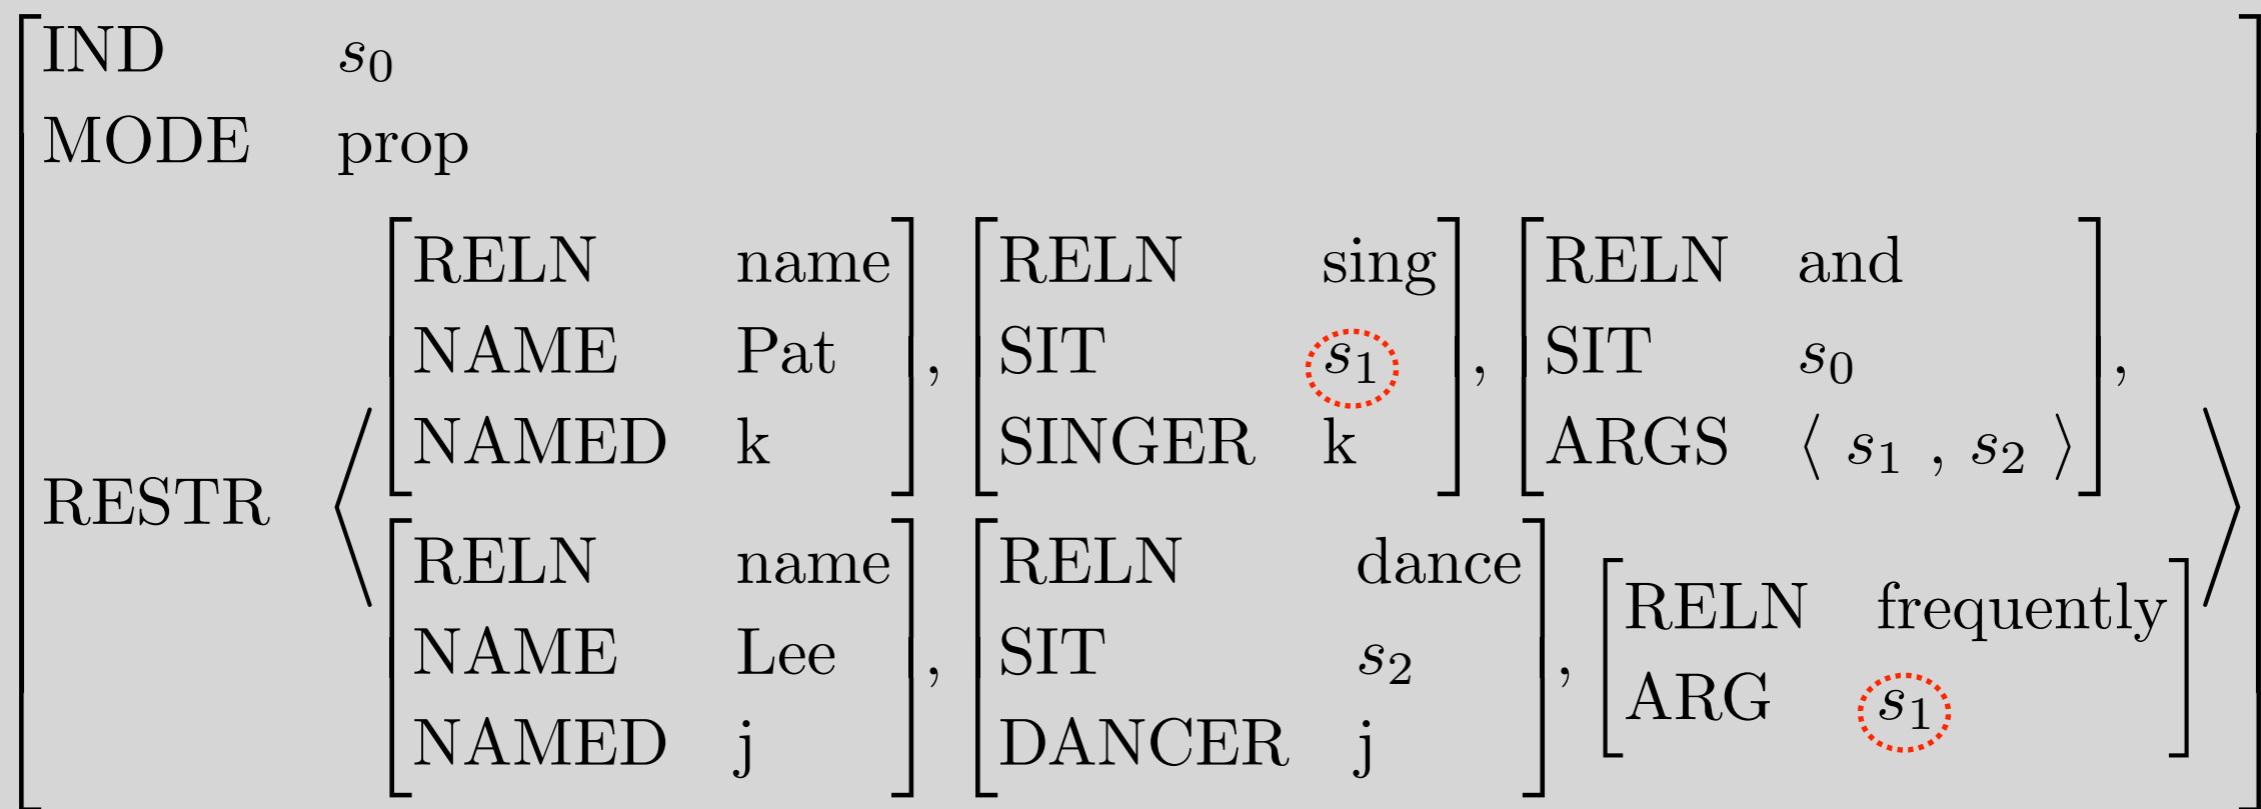 IND s₀
MODE prop
RESTR ⟨ [RELN name], [RELN sing], [RELN and],
[NAME Pat], [SIT s₁], [SIT s₀],
[NAMED k], [SINGER k], [ARGS ⟨ s₁ , s₂ ⟩],
[RELN name], [RELN dance], [RELN frequently]
[NAME Lee], [SIT s₂], [ARG s₁]
[NAMED j], [DANCER j] ⟩